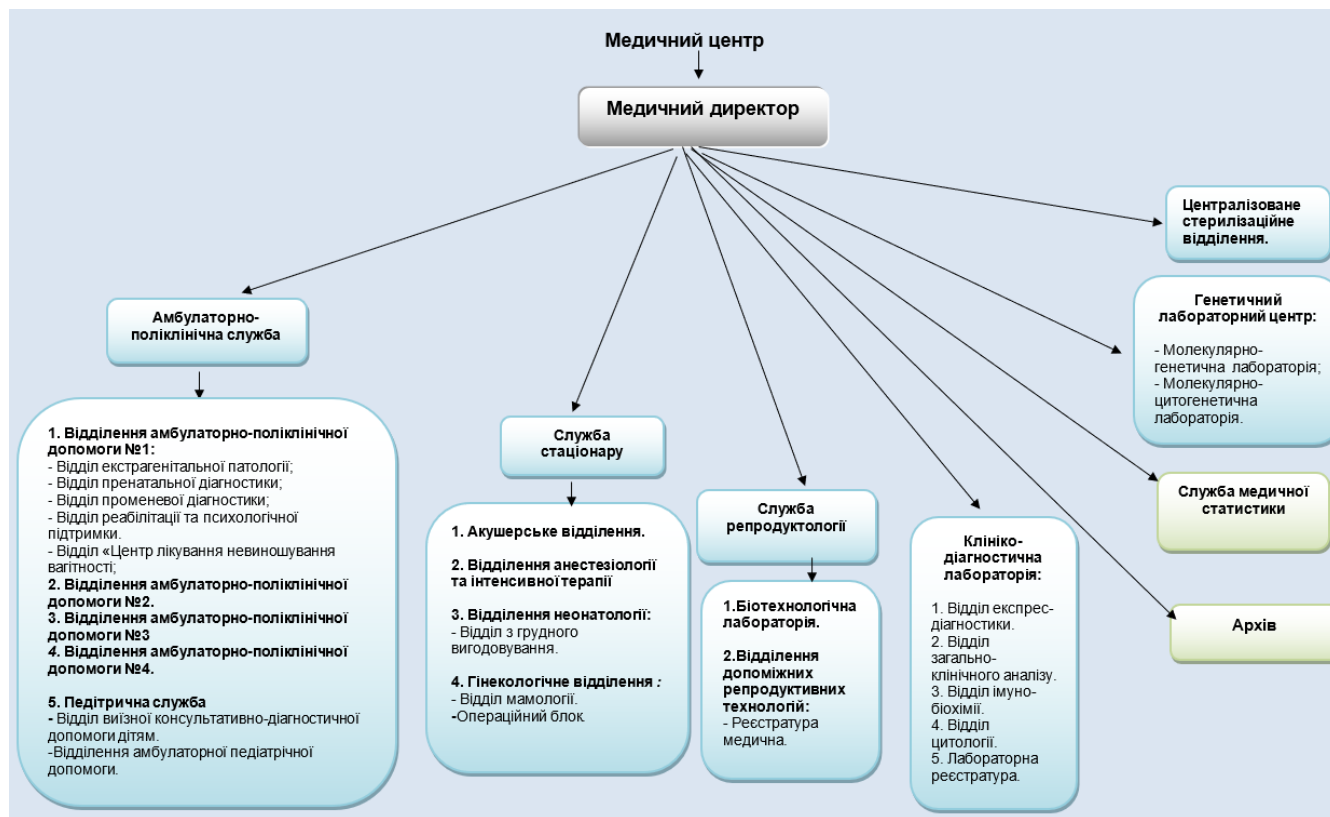 Медичний центр
Медичний директор
Централізоване
стерилізаційне
відділення.
Генетичний
лабораторний центр:
- Молекулярно-
генетична лабораторія;
- Молекулярно-
цитогенетична
лабораторія.
Служба медичної
статистики
Архів
Амбулаторно-
поліклінічна служба
1. Відділення амбулаторно-поліклінічної
допомоги №1:
- Відділ екстрагенітальної патології;
- Відділ пренатальної діагностики;
- Відділ променевої діагностики;
- Відділ реабілітації та психологічної
підтримки.
- Відділ «Центр лікування невиношування
вагітності;
2. Відділення амбулаторно-поліклінічної
допомоги №2.
3. Відділення амбулаторно-поліклінічної
допомоги №3
4. Відділення амбулаторно-поліклінічної
допомоги №4.
5. Педітрична служба
- Відділ виїзної консультативно-діагностичної
допомоги дітям.
-Відділення амбулаторної педіатрічної
допомоги.
Служба
стаціонару
1. Акушерське відділення.
2. Відділення анестезіології
та інтенсивної терапії
3. Відділення неонатології:
- Відділ з грудного
вигодовування.
4. Гінекологічне відділення :
- Відділ мамології.
-Операційний блок.
Служба
репродуктології
1.Біотехнологічна
лабораторія.
2.Відділення
допоміжних
репродуктивних
технологій:
- Реєстратура
медична.
Клініко-
діагностична
лабораторія:
1. Відділ експрес-
діагностики.
2. Відділ
загально-
клінічного аналізу.
3. Відділ імуно-
біохімії.
4. Відділ
цитології.
5. Лабораторна
реєстратура.